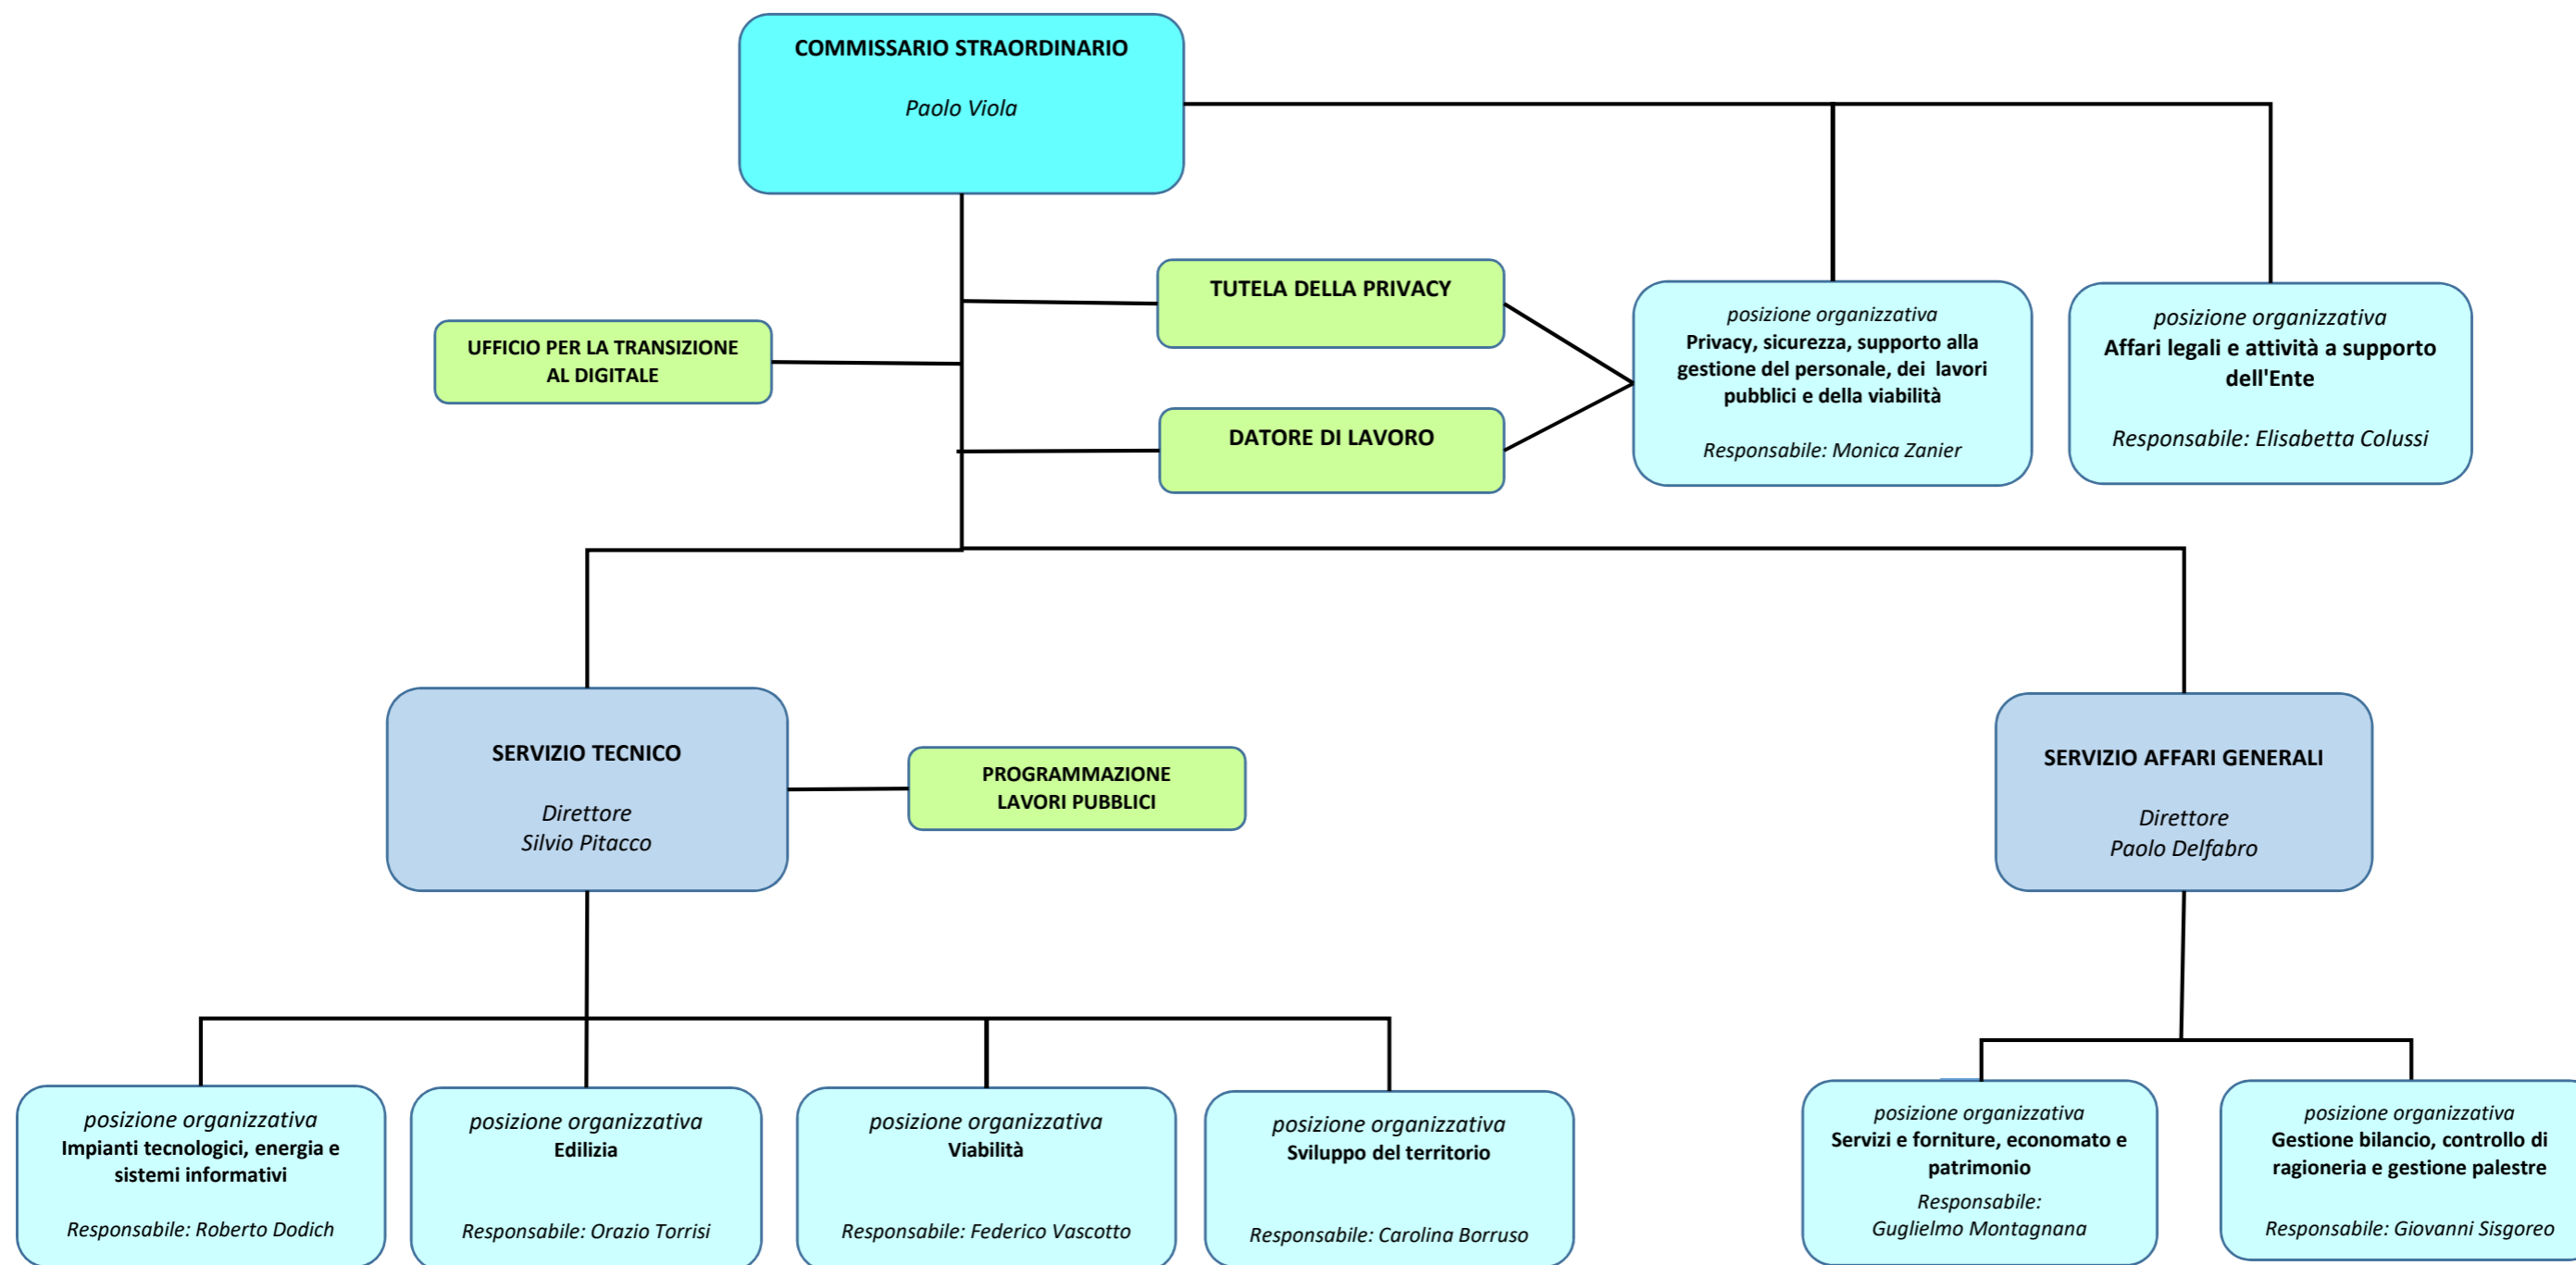 COMMISSARIO STRAORDINARIO
Paolo Viola
TUTELA DELLA PRIVACY
UFFICIO PER LA TRANSIZIONE
AL DIGITALE
DATORE DI LAVORO
posizione organizzativa
Privacy, sicurezza, supporto alla
gestione del personale, dei lavori
pubblici e della viabilità
Responsabile: Monica Zanier
posizione organizzativa
Affari legali e attività a supporto
dell'Ente
Responsabile: Elisabetta Colussi
SERVIZIO TECNICO
Direttore
Silvio Pitacco
PROGRAMMAZIONE
LAVORI PUBBLICI
SERVIZIO AFFARI GENERALI
Direttore
Paolo Delfabro
posizione organizzativa
Impianti tecnologici, energia e
sistemi informativi
Responsabile: Roberto Dodich
posizione organizzativa
Edilizia
Responsabile: Orazio Torrisi
posizione organizzativa
Viabilità
Responsabile: Federico Vascotto
posizione organizzativa
Sviluppo del territorio
Responsabile: Carolina Borruso
posizione organizzativa
Servizi e forniture, economato e
patrimonio
Responsabile:
Guglielmo Montagnana
posizione organizzativa
Gestione bilancio, controllo di
ragioneria e gestione palestre
Responsabile: Giovanni Sisgoreo